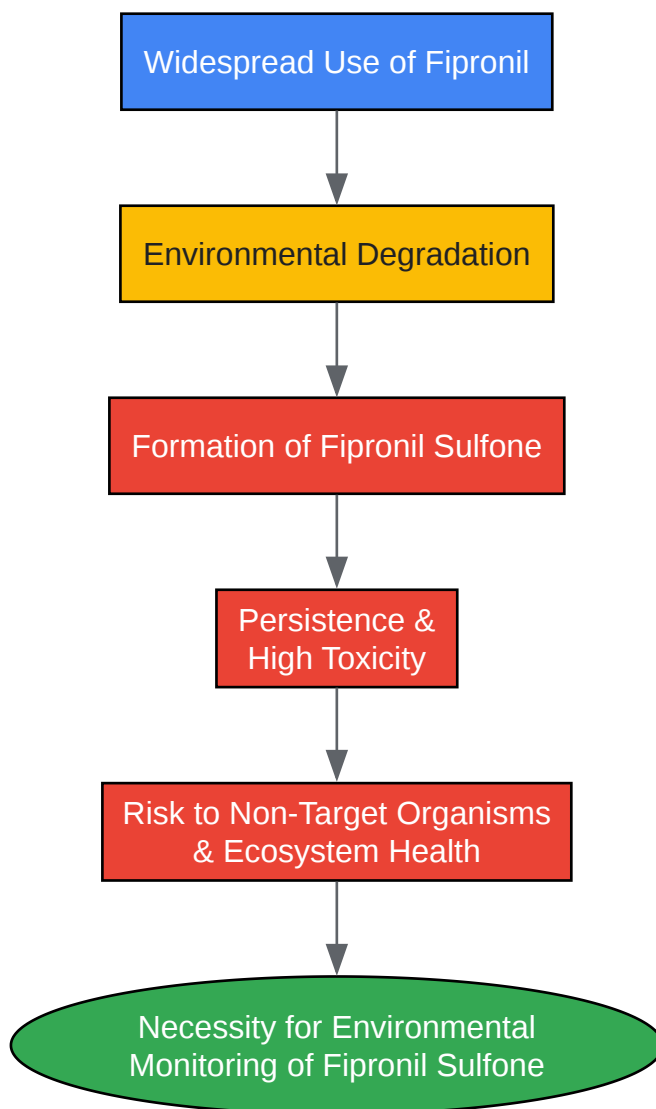 Widespread Use of Fipronil
Environmental Degradation
Formation of Fipronil Sulfone
Persistence &
High Toxicity
Risk to Non-Target Organisms
& Ecosystem Health
Necessity for Environmental
Monitoring of Fipronil Sulfone